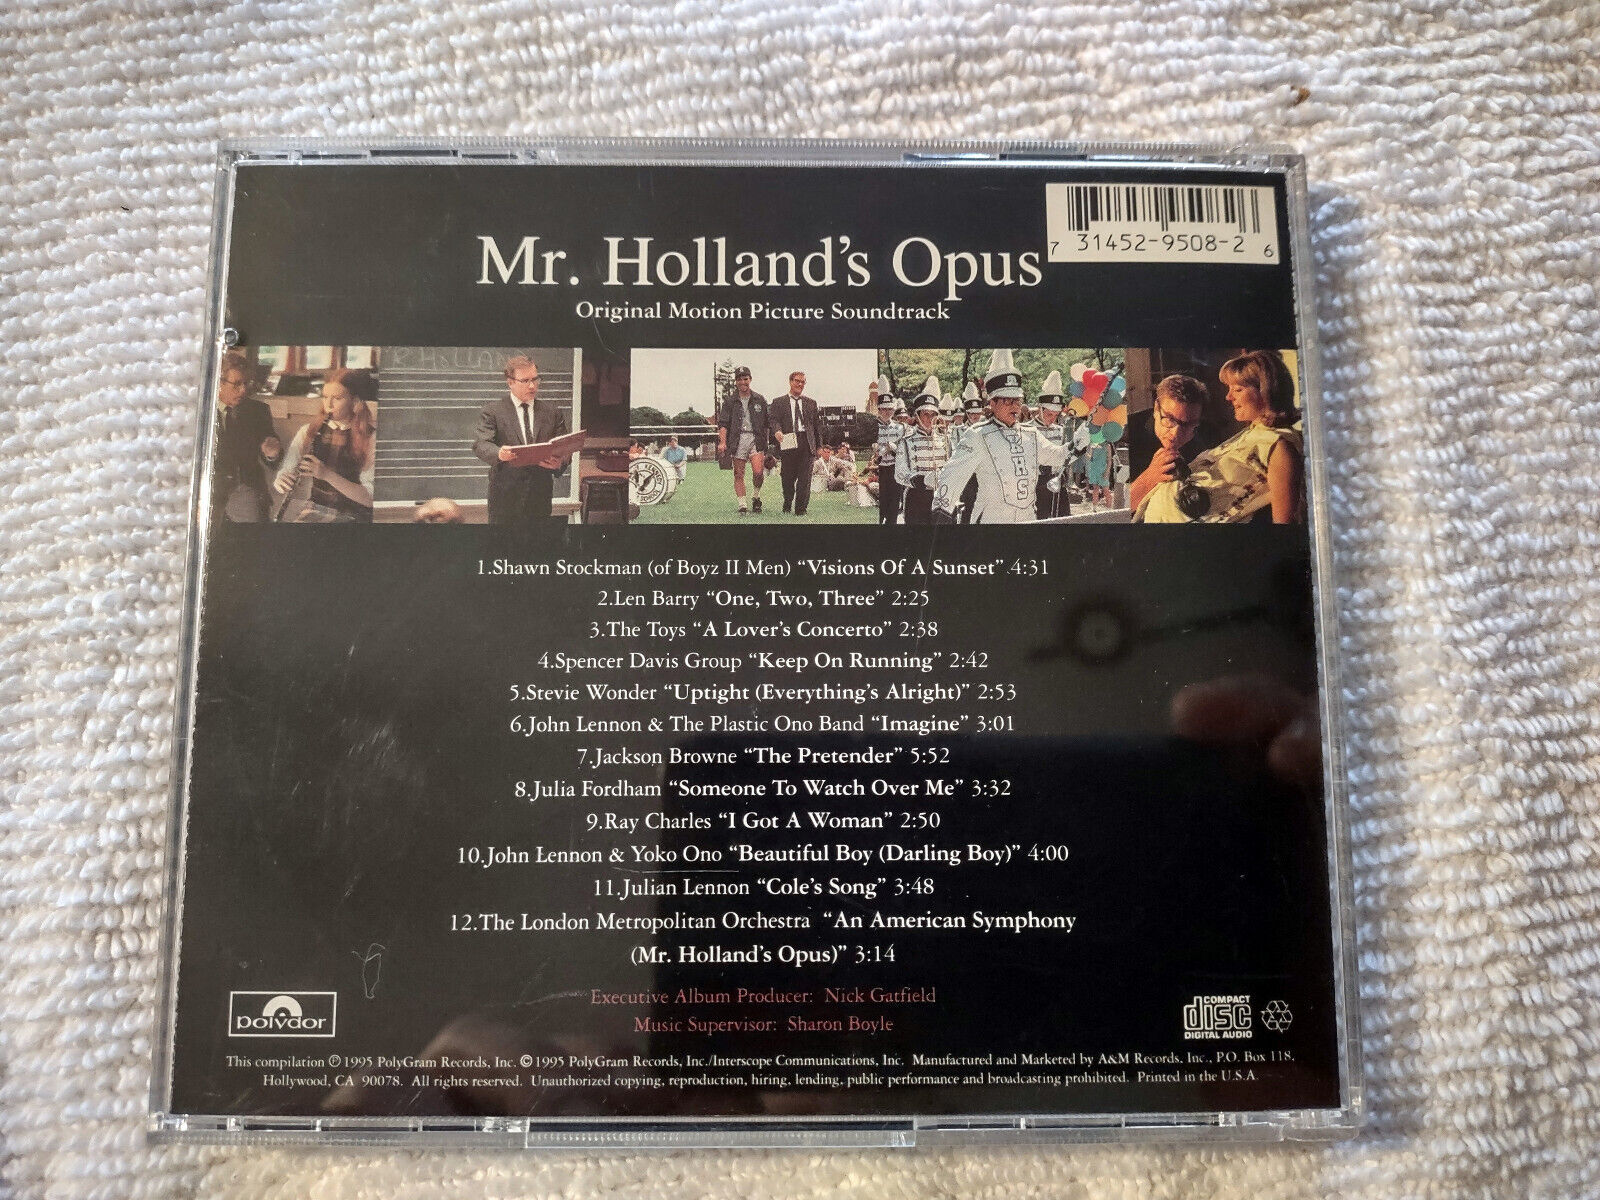 7 31452-9508-2 6
Mr. Holland's Opus
Original Motion Picture Soundtrack
R HOLLAND
1.Shawn Stockman (of Boyz II Men) “Visions Of A Sunset” 4:31
2.Len Barry “One, Two, Three” 2:25
3.The Toys “A Lover's Concerto” 2:38
4.Spencer Davis Group “Keep On Running” 2:42
5.Stevie Wonder “Uptight (Everything's Alright)” 2:53
6.John Lennon & The Plastic Ono Band “Imagine” 3:01
7.Jackson Browne “The Pretender” 5:52
8.Julia Fordham “Someone To Watch Over Me” 3:32
9.Ray Charles “I Got A Woman” 2:50
10.John Lennon & Yoko Ono “Beautiful Boy (Darling Boy)” 4:00
11.Julian Lennon “Cole's Song” 3:48
12.The London Metropolitan Orchestra “An American Symphony
(Mr. Holland's Opus)” 3:14
Executive Album Producer: Nick Gatfield
Music Supervisor: Sharon Boyle
polydor
COMPACT
disc
DIGITAL AUDIO
This compilation ℗ 1995 PolyGram Records, Inc. © 1995 PolyGram Records, Inc./Interscope Communications, Inc. Manufactured and Marketed by A&M Records, Inc., P.O. Box 118,
Hollywood, CA 90078. All rights reserved. Unauthorized copying, reproduction, hiring, lending, public performance and broadcasting prohibited. Printed in the U.S.A.